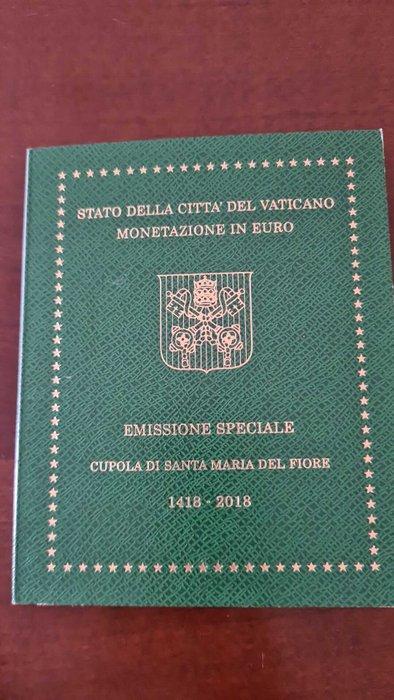 STATO DELLA CITTA' DEL VATICANO
MONETAZIONE IN EURO
EMISSIONE SPECIALE
CUPOLA DI SANTA MARIA DEL FIORE
1418 - 2018